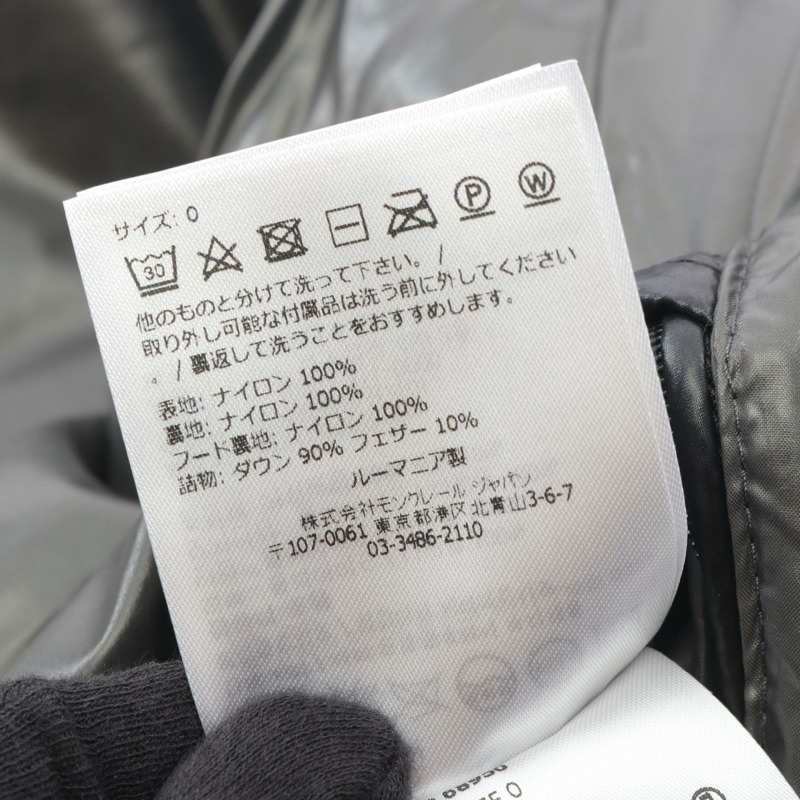 サイズ: 0
30 P W
他のものと分けて洗って下さい。/
取り外し可能な付属品は洗う前に外してください
。/ 裏返して洗うことをおすすめします。
表地: ナイロン 100%
裏地: ナイロン 100%
フード裏地: ナイロン 100%
詰物: ダウン 90% フェザー 10%
ルーマニア製
株式会社モンクレール ジャパン
〒107-0061 東京都港区北青山3-6-7
03-3486-2110
0